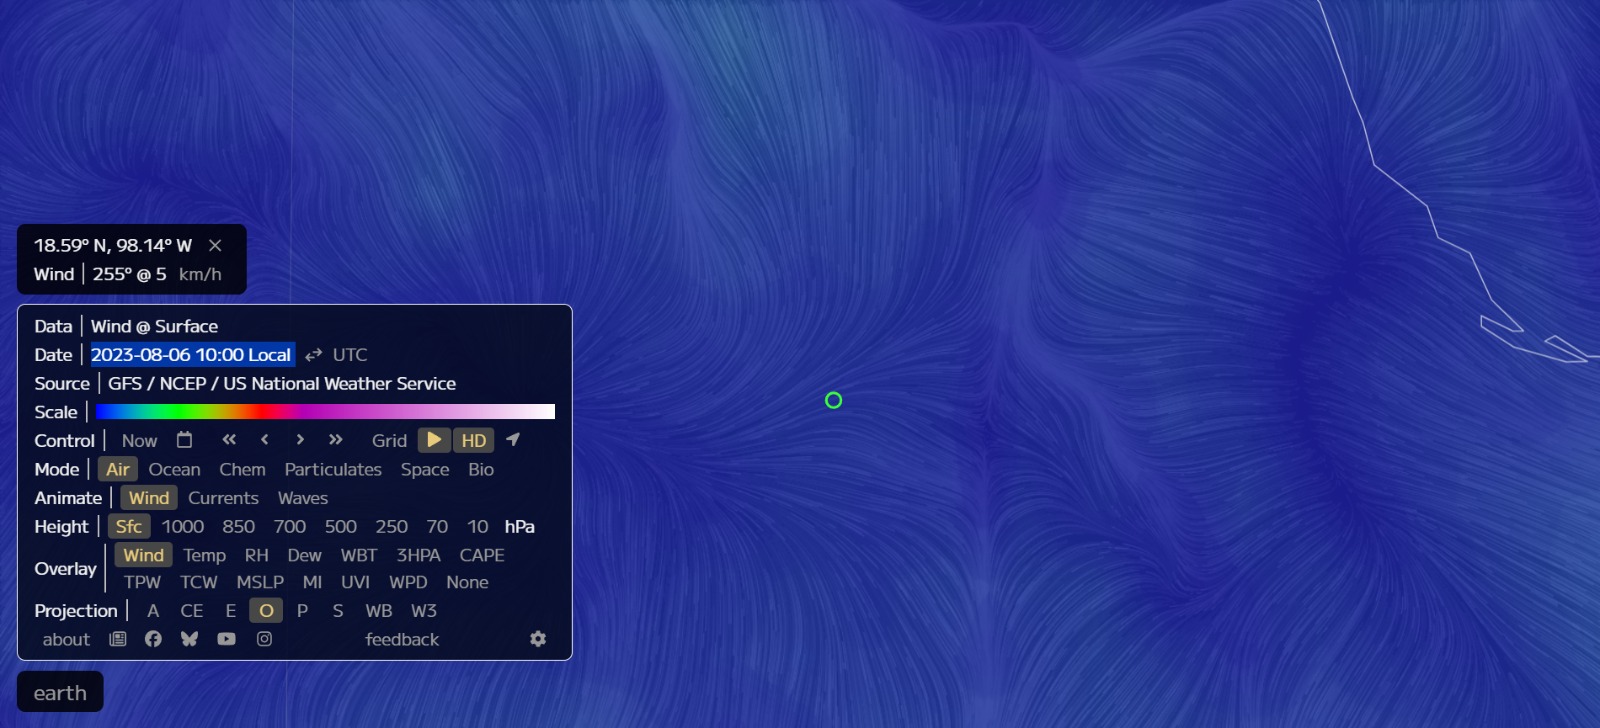 18.59° N, 98.14° W ×
Wind | 255° @ 5 km/h
Data | Wind @ Surface
Date | 2023-08-06 10:00 Local ⇄ UTC
Source | GFS / NCEP / US National Weather Service
Scale |
Control | Now « ‹ › » Grid HD
Mode | Air Ocean Chem Particulates Space Bio
Animate | Wind Currents Waves
Height | Sfc 1000 850 700 500 250 70 10 hPa
Overlay | Wind Temp RH Dew WBT 3HPA CAPE
TPW TCW MSLP MI UVI WPD None
Projection | A CE E O P S WB W3
about feedback
earth